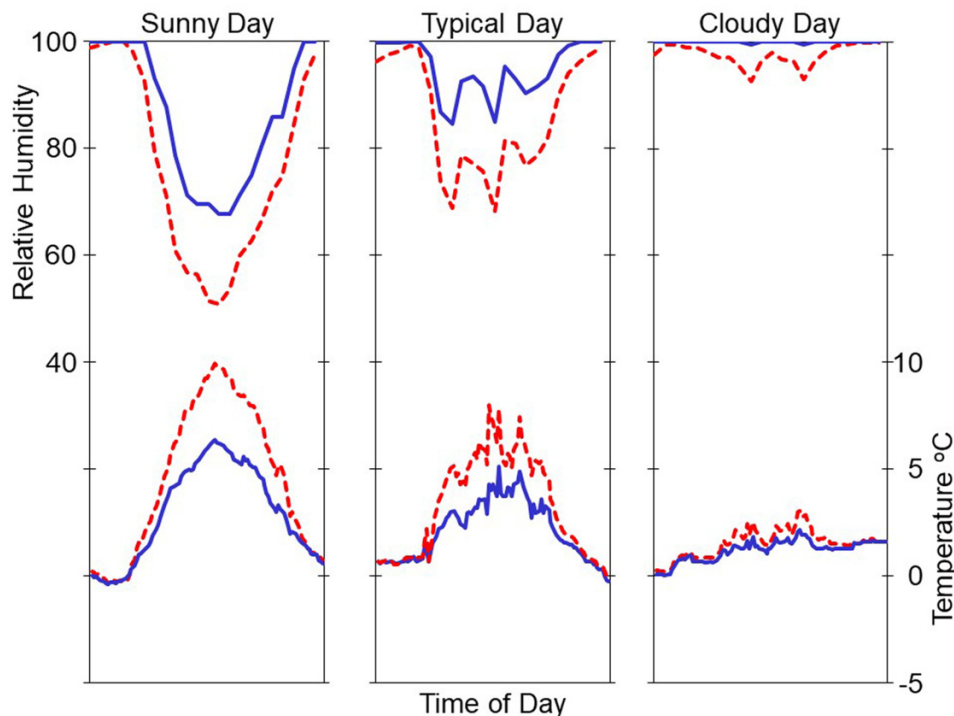 Sunny Day
Typical Day
Cloudy Day
Relative Humidity
100
80
60
40
10
5
0
-5
Temperature ºC
Time of Day